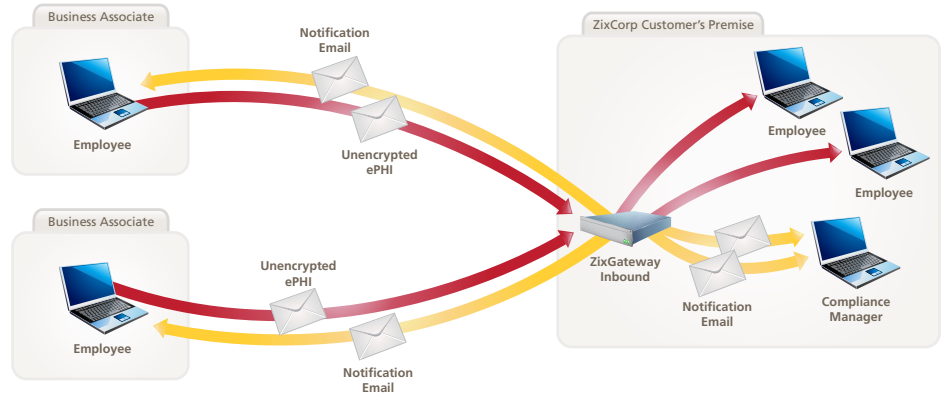 Business Associate
Employee
Notification
Email
Unencrypted
ePHI
Business Associate
Employee
Unencrypted
ePHI
Notification
Email
ZixCorp Customer's Premise
Employee
Employee
ZixGateway
Inbound
Notification
Email
Compliance
Manager